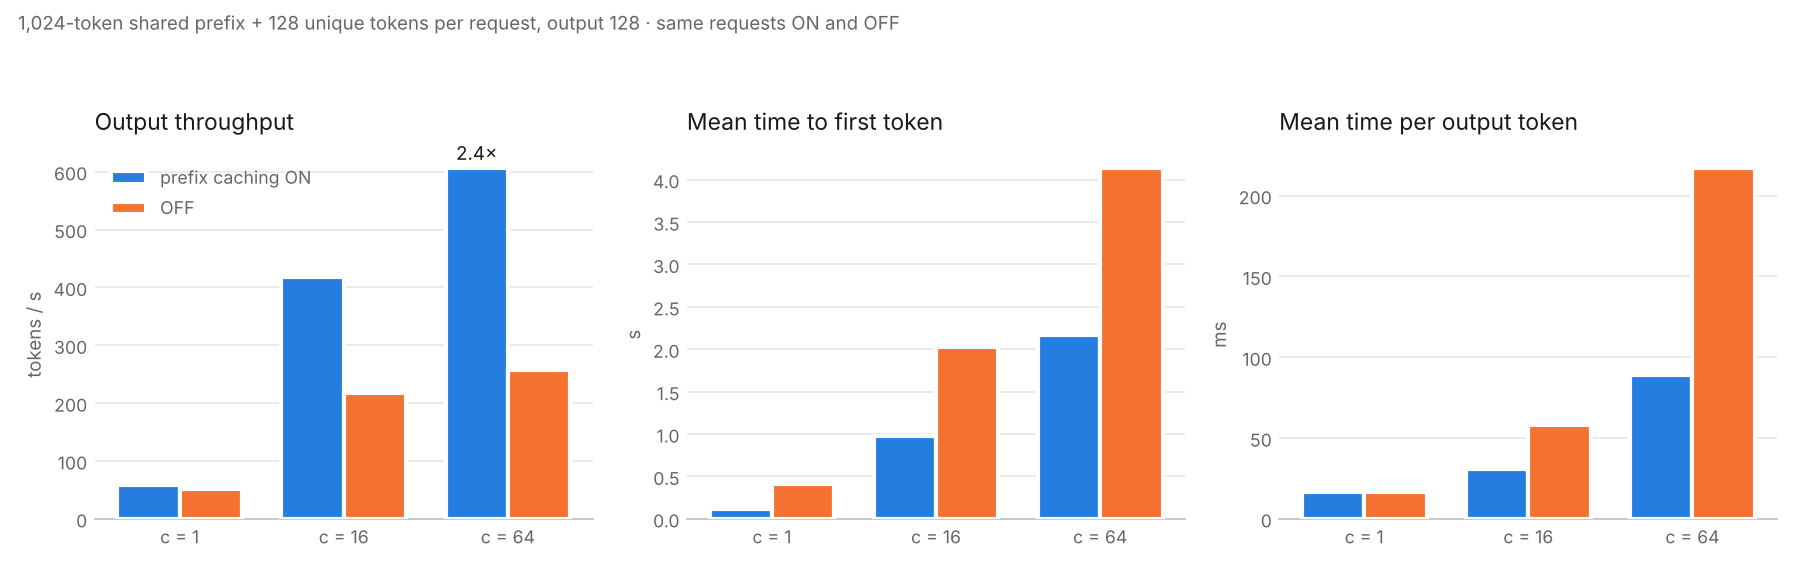 1,024-token shared prefix + 128 unique tokens per request, output 128 · same requests ON and OFF
Output throughput
2.4×
prefix caching ON
OFF
tokens / s
600
500
400
300
200
100
0
c = 1
c = 16
c = 64
Mean time to first token
s
4.0
3.5
3.0
2.5
2.0
1.5
1.0
0.5
0.0
c = 1
c = 16
c = 64
Mean time per output token
ms
200
150
100
50
0
c = 1
c = 16
c = 64